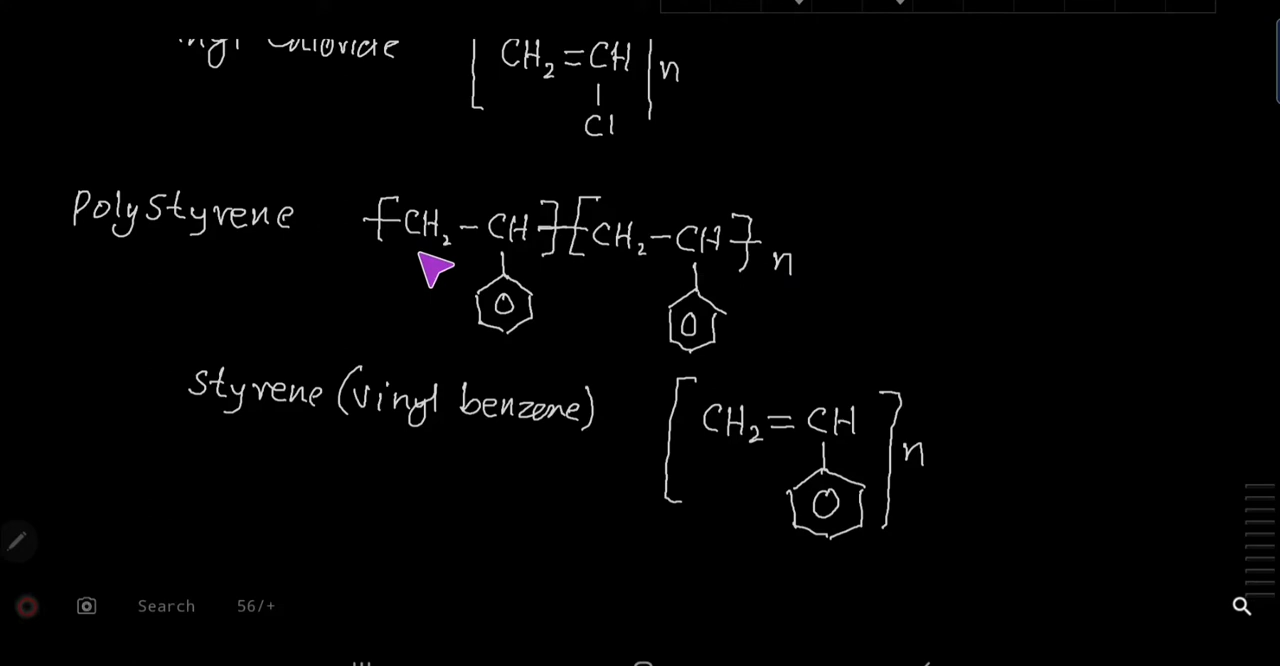 CH₂=CH]n
Cl
PolyStyrene -[CH₂-CH]-[CH₂-CH]-n
Styrene (Vinyl benzene) [CH₂=CH]n
Search 56/+